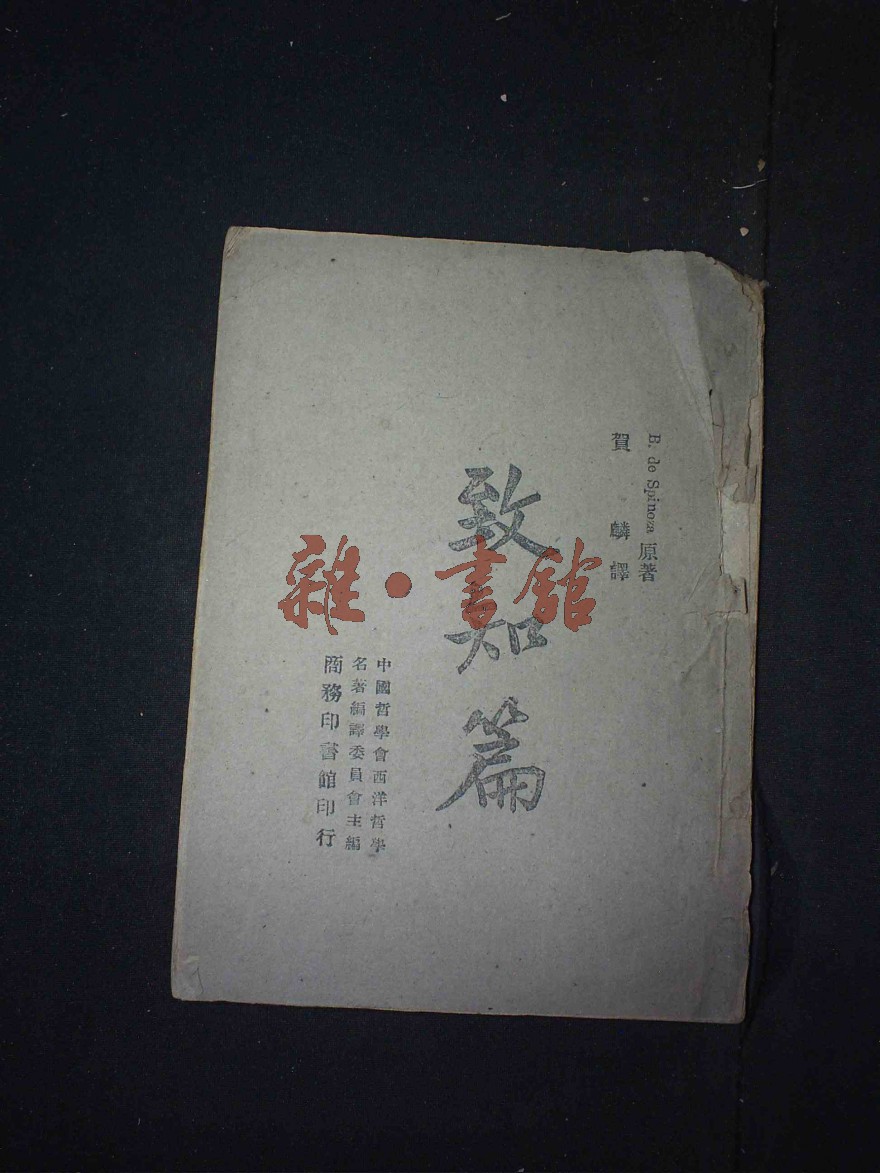 B. de Spinoza 原著
賀麟譯
致知篇
中國哲學會西洋哲學
名著編譯委員會主編
商務印書館印行
雜·書館